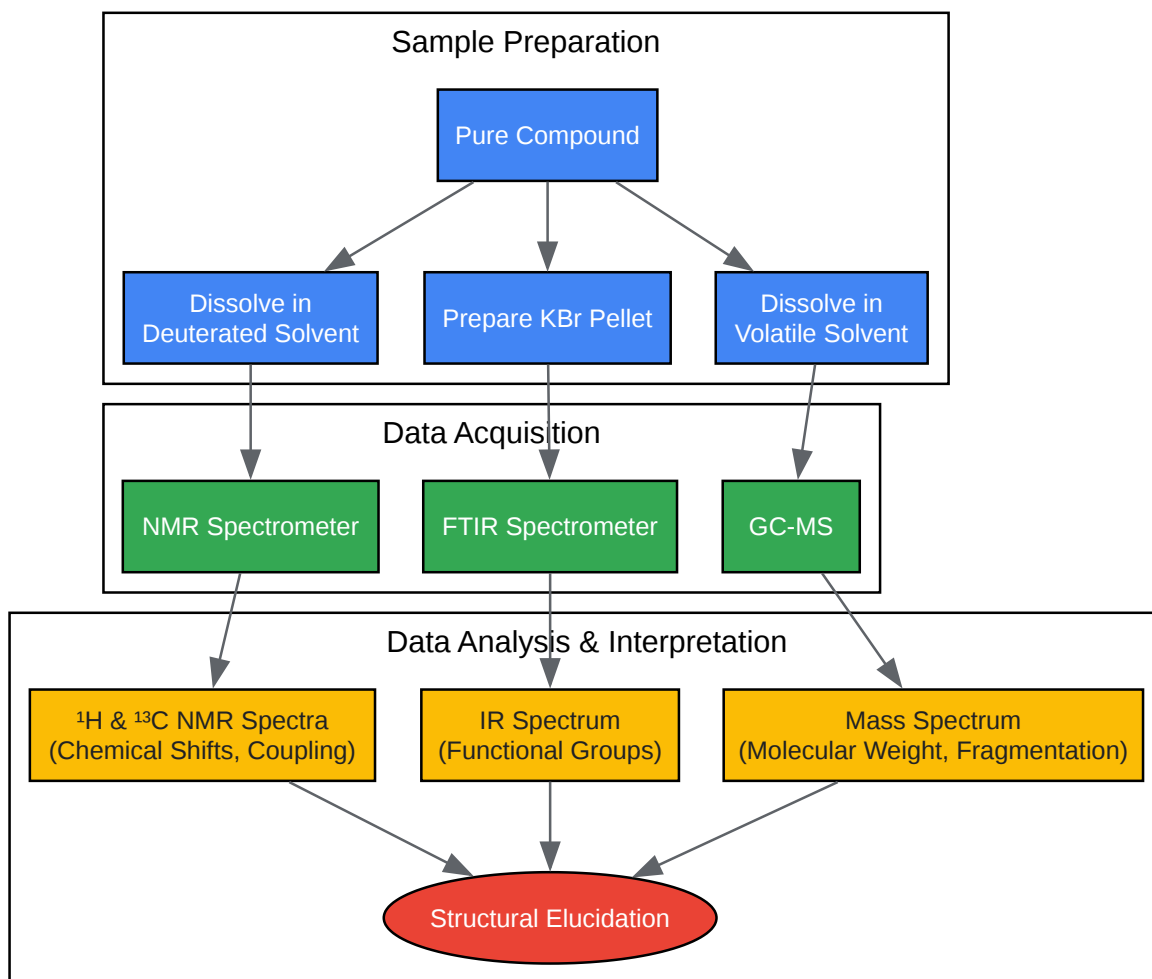 Sample Preparation
Pure Compound
Dissolve in
Deuterated Solvent
Prepare KBr Pellet
Dissolve in
Volatile Solvent
Data Acquisition
NMR Spectrometer
FTIR Spectrometer
GC-MS
Data Analysis & Interpretation
¹H & ¹³C NMR Spectra
(Chemical Shifts, Coupling)
IR Spectrum
(Functional Groups)
Mass Spectrum
(Molecular Weight, Fragmentation)
Structural Elucidation